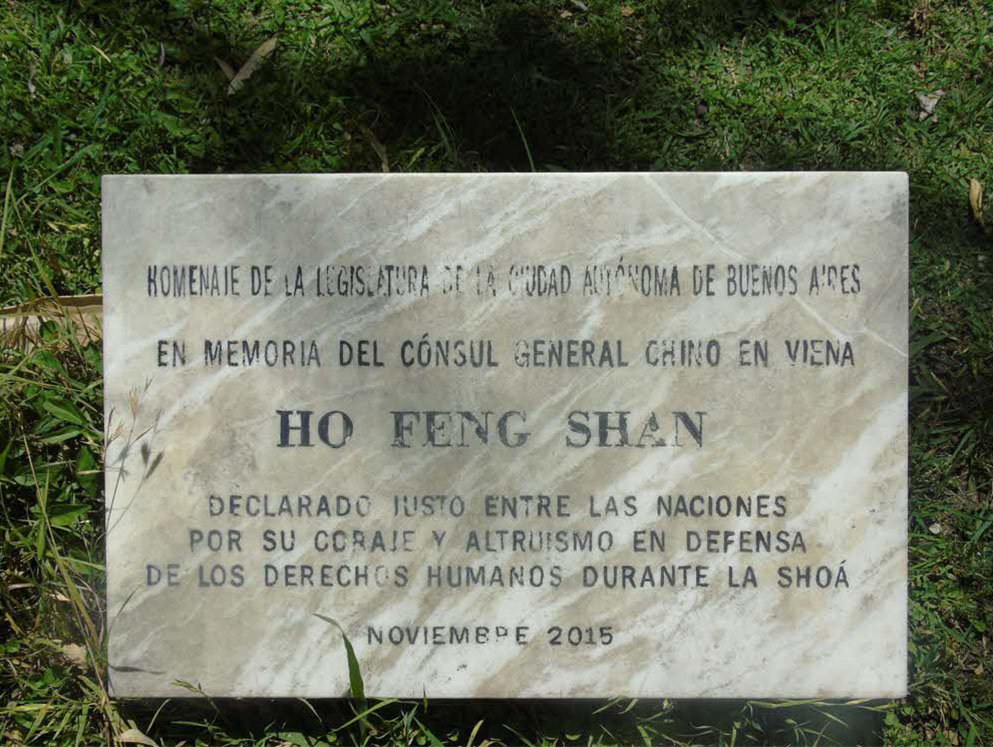 HOMENAJE DE LA LEGISLATURA DE LA CIUDAD AUTÓNOMA DE BUENOS AIRES
EN MEMORIA DEL CÓNSUL GENERAL CHINO EN VIENA
HO FENG SHAN
DECLARADO JUSTO ENTRE LAS NACIONES
POR SU CORAJE Y ALTRUISMO EN DEFENSA
DE LOS DERECHOS HUMANOS DURANTE LA SHOÁ
NOVIEMBRE 2015